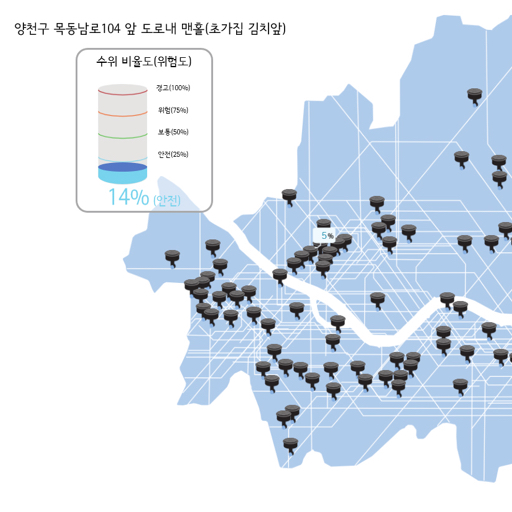 양천구 목동남로104 앞 도로내 맨홀(초가집 김치앞)
수위 비율도(위험도)
경고(100%)
위험(75%)
보통(50%)
안전(25%)
14% (안전)
5%